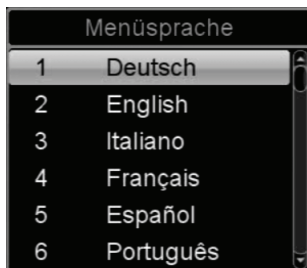 Menüsprache
1 Deutsch
2 English
3 Italiano
4 Français
5 Español
6 Português